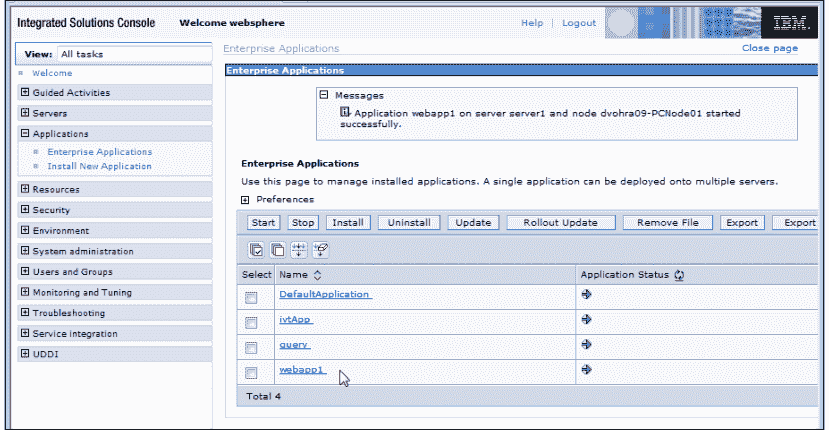 Integrated Solutions Console Welcome websphere Help | Logout IBM.
View: All tasks
Welcome
Guided Activities
Servers
Applications
Enterprise Applications
Install New Application
Resources
Security
Environment
System administration
Users and Groups
Monitoring and Tuning
Troubleshooting
Service integration
UDDI
Enterprise Applications Close page
Enterprise Applications
Messages
Application webapp1 on server server1 and node dvohra09-PCNode01 started
successfully.
Enterprise Applications
Use this page to manage installed applications. A single application can be deployed onto multiple servers.
Preferences
Start Stop Install Uninstall Update Rollout Update Remove File Export Export
Select Name Application Status
DefaultApplication
ivtApp
query
webapp1
Total 4